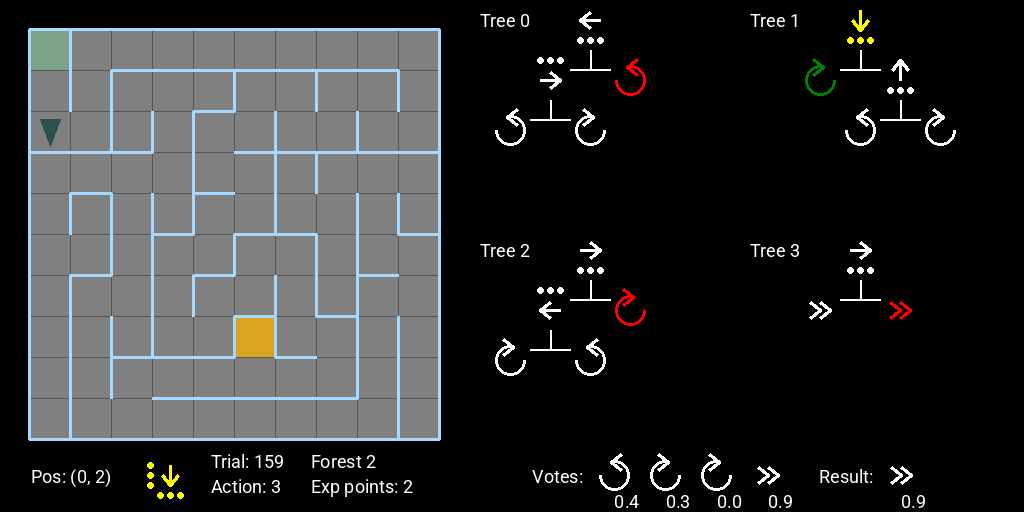 Tree 0
Tree 1
Tree 2
Tree 3
Pos: (0, 2)
Trial: 159
Forest 2
Action: 3
Exp points: 2
Votes:
0.4
0.3
0.0
0.9
Result:
0.9